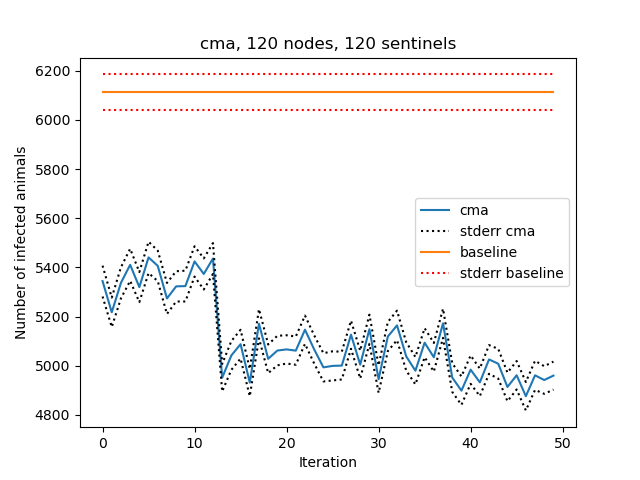 cma, 120 nodes, 120 sentinels
Number of infected animals
6200
6000
5800
5600
5400
5200
5000
4800
cma
stderr cma
baseline
stderr baseline
0
10
20
30
40
50
Iteration